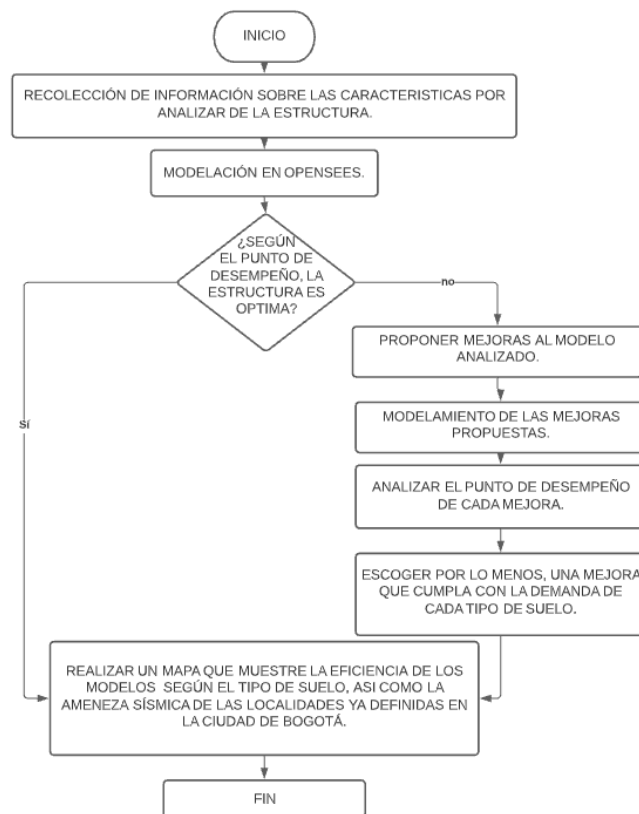 INICIO
RECOLECCIÓN DE INFORMACIÓN SOBRE LAS CARACTERISTICAS POR
ANALIZAR DE LA ESTRUCTURA.
MODELACIÓN EN OPENSEES.
¿SEGÚN
EL PUNTO DE
DESEMPEÑO, LA
ESTRUCTURA ES
OPTIMA?
no
PROPONER MEJORAS AL MODELO
ANALIZADO.
MODELAMIENTO DE LAS MEJORAS
PROPUESTAS.
Sí
ANALIZAR EL PUNTO DE DESEMPEÑO
DE CADA MEJORA.
ESCOGER POR LO MENOS, UNA MEJORA
QUE CUMPLA CON LA DEMANDA DE
CADA TIPO DE SUELO.
REALIZAR UN MAPA QUE MUESTRE LA EFICIENCIA DE LOS
MODELOS SEGÚN EL TIPO DE SUELO, ASI COMO LA
AMENEZA SÍSMICA DE LAS LOCALIDADES YA DEFINIDAS EN
LA CIUDAD DE BOGOTÁ.
FIN